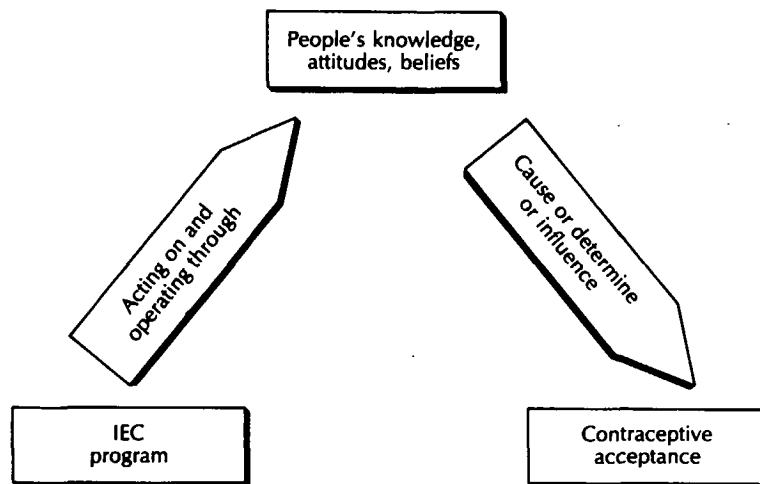 People's knowledge,
attitudes, beliefs
Acting on and
operating through
Cause or determine
or influence
IEC
program
Contraceptive
acceptance